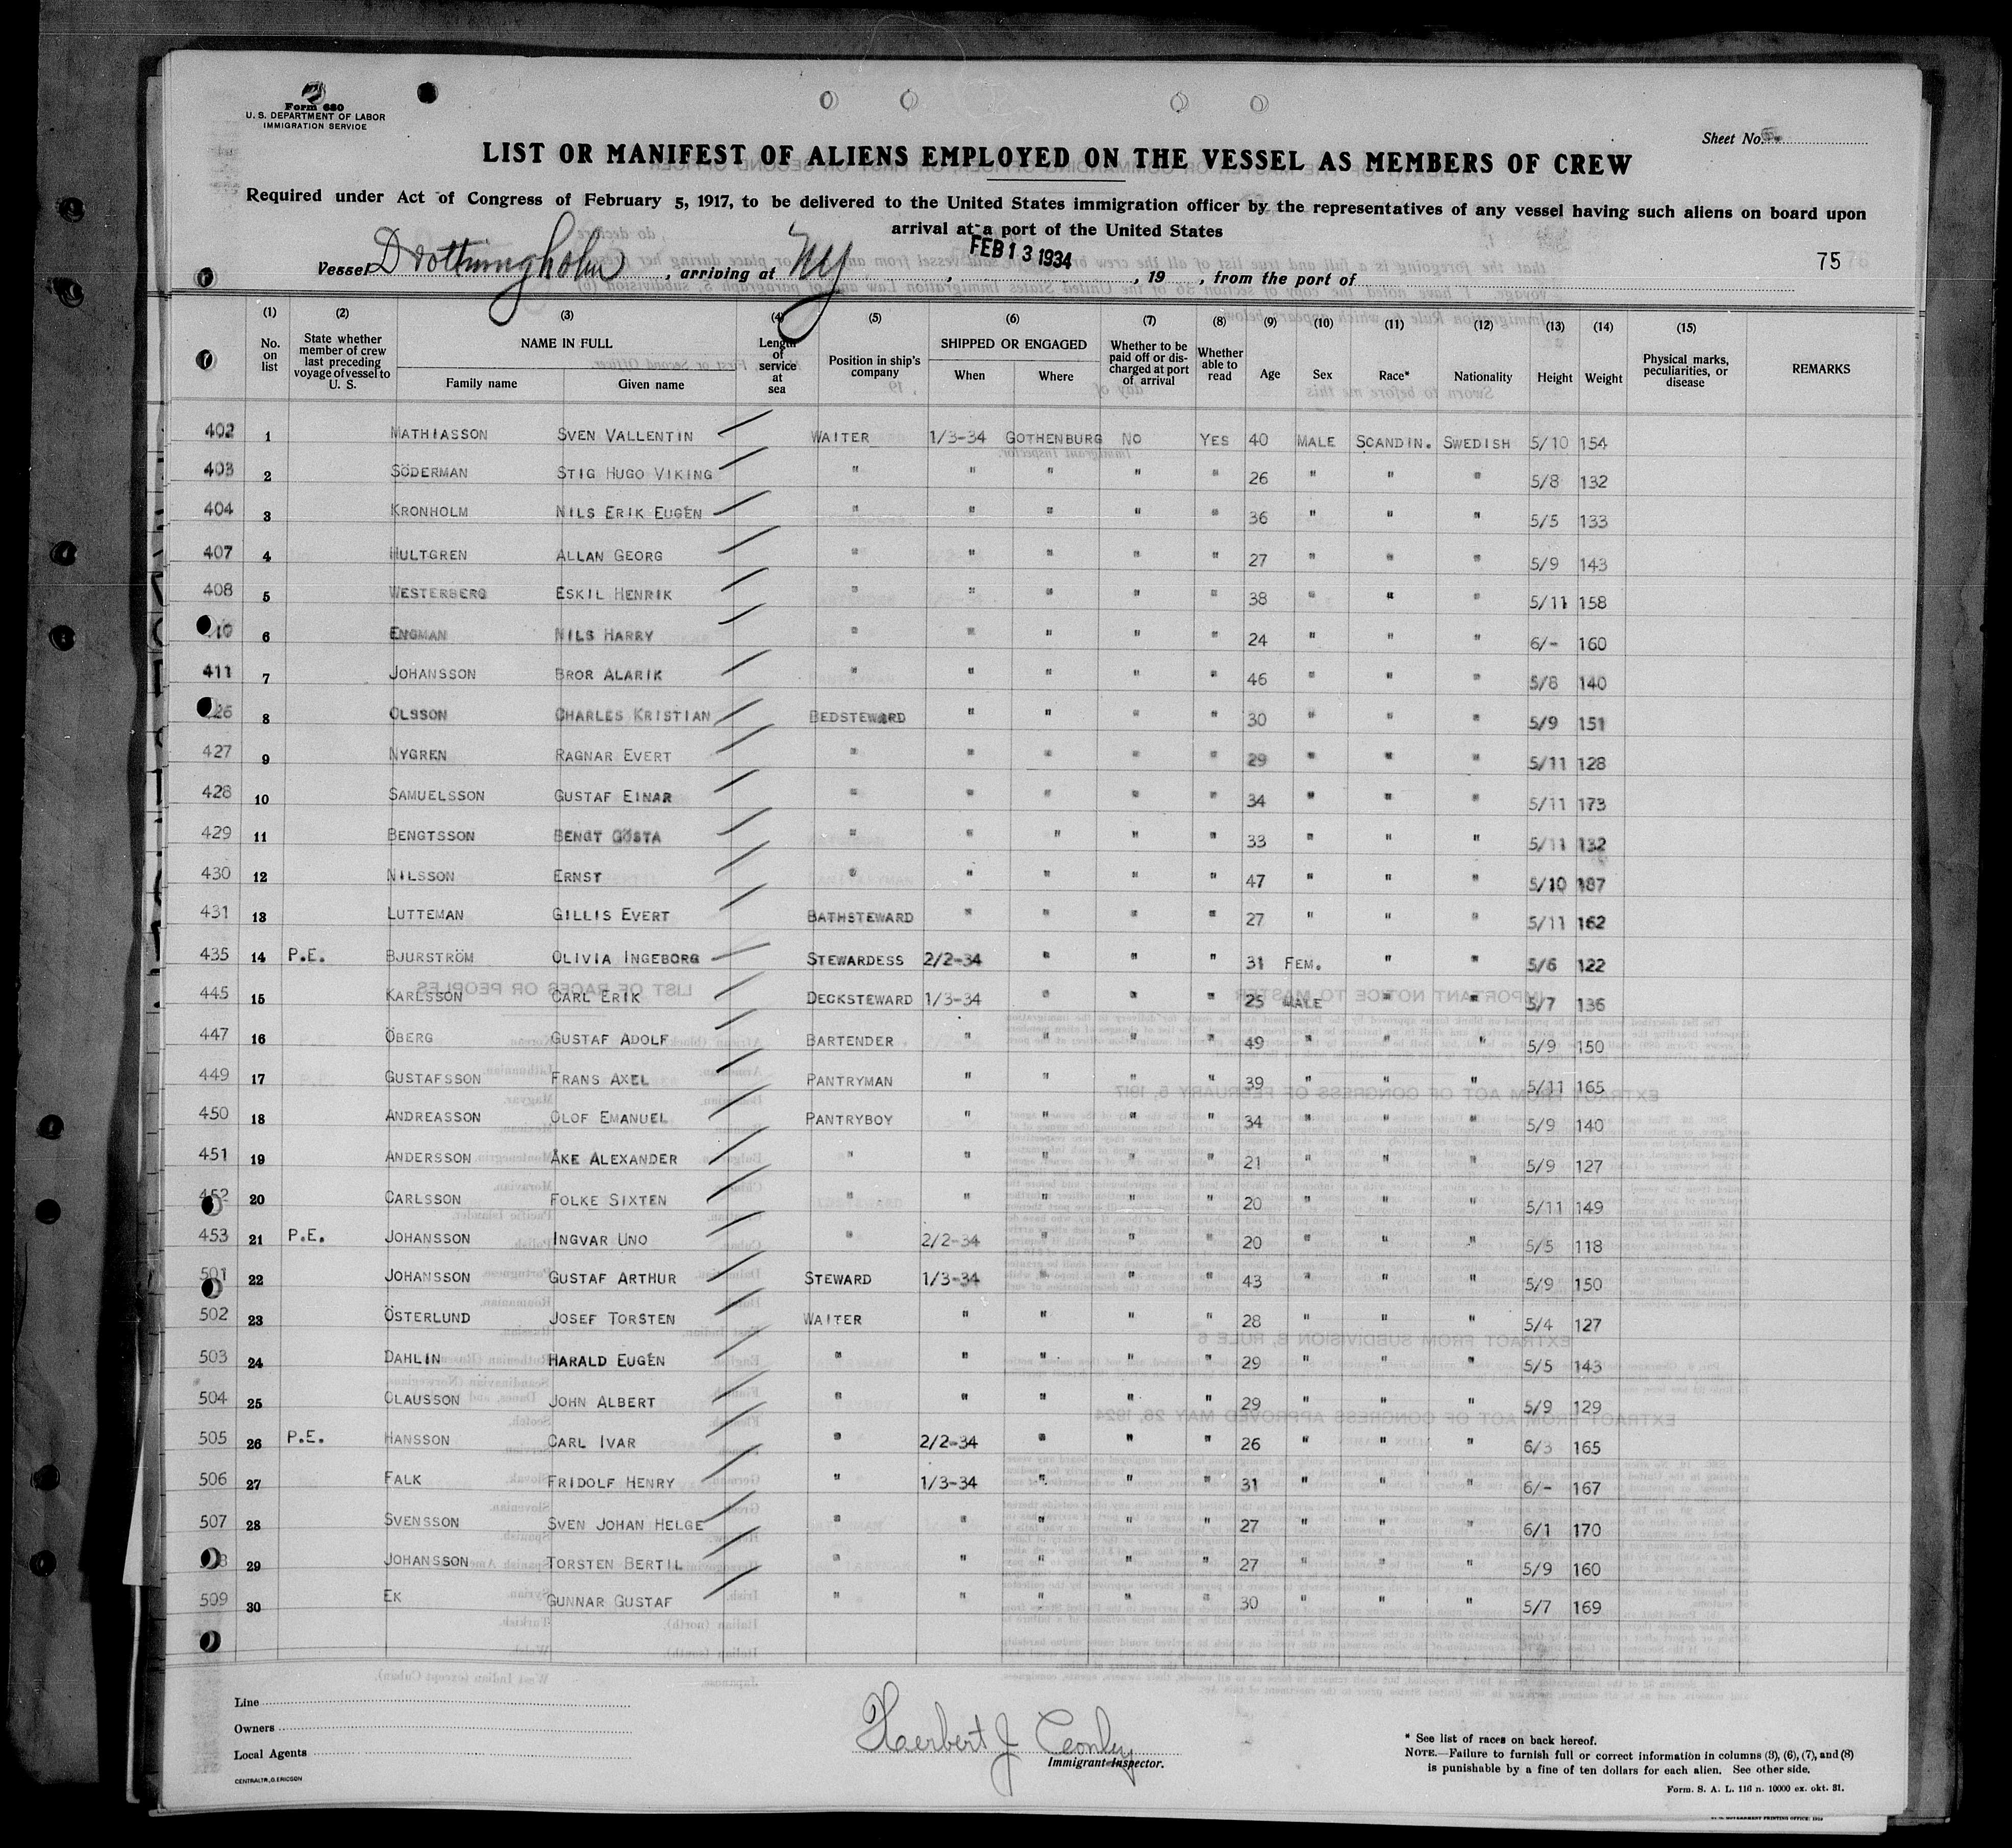 Form 680
U. S. DEPARTMENT OF LABOR
IMMIGRATION SERVICE
Sheet No.
LIST OR MANIFEST OF ALIENS EMPLOYED ON THE VESSEL AS MEMBERS OF CREW
Required under Act of Congress of February 5, 1917, to be delivered to the United States immigration officer by the representatives of any vessel having such aliens on board upon
arrival at a port of the United States
FEB 13 1934
Vessel Drottningholm, arriving at NY, 19 , from the port of
75
(1) (2) (3) (4) (5) (6) (7) (8) (9) (10) (11) (12) (13) (14) (15)
No. on list State whether member of crew last preceding voyage of vessel to U. S. NAME IN FULL Family name Given name Length of service at sea Position in ship's company SHIPPED OR ENGAGED When Where Whether to be paid off or discharged at port of arrival Whether able to read Age Sex Race* Nationality Height Weight Physical marks, peculiarities, or disease REMARKS
402 1 MATHIASSON SVEN VALLENTIN WAITER 1/3-34 GOTHENBURG NO YES 40 MALE SCANDIN. SWEDISH 5/10 154
403 2 SÖDERMAN STIG HUGO VIKING " " " " " 26 " " " 5/8 132
404 3 KRONHOLM NILS ERIK EUGÉN " " " " " 36 " " " 5/5 133
407 4 HULTGREN ALLAN GEORG " " " " " 27 " " " 5/9 143
408 5 WESTERBERG ESKIL HENRIK " " " " " 38 " " " 5/11 158
6 ENGMAN NILS HARRY " " " " " 24 " " " 6/- 160
411 7 JOHANSSON BROR ALARIK " " " " " 46 " " " 5/8 140
26 8 OLSSON CHARLES KRISTIAN BEDSTEWARD " " " " 30 " " " 5/9 151
427 9 NYGREN RAGNAR EVERT " " " " " 29 " " " 5/11 128
428 10 SAMUELSSON GUSTAF EINAR " " " " " 34 " " " 5/11 173
429 11 BENGTSSON BENGT GÖSTA " " " " " 33 " " " 5/11 132
430 12 NILSSON ERNST " " " " " 47 " " " 5/10 187
431 13 LUTTEMAN GILLIS EVERT BATHSTEWARD " " " " 27 " " " 5/11 162
435 14 P.E. BJURSTRÖM OLIVIA INGEBORG STEWARDESS 2/2-34 " " " 31 FEM. " " 5/6 122
445 15 KARLSSON CARL ERIK DECKSTEWARD 1/3-34 " " " 25 MALE " " 5/7 136
447 16 ÖBERG GUSTAF ADOLF BARTENDER " " " " 49 " " " 5/9 150
449 17 GUSTAFSSON FRANS AXEL PANTRYMAN " " " " 39 " " " 5/11 165
450 18 ANDREASSON OLOF EMANUEL PANTRYBOY " " " " 34 " " " 5/9 140
451 19 ANDERSSON ÅKE ALEXANDER " " " " " 21 " " " 5/9 127
452 20 CARLSSON FOLKE SIXTEN " " " " " 20 " " " 5/11 149
453 21 P.E. JOHANSSON INGVAR UNO " 2/2-34 " " " 20 " " " 5/5 118
501 22 JOHANSSON GUSTAF ARTHUR STEWARD 1/3-34 " " " 43 " " " 5/9 150
502 23 ÖSTERLUND JOSEF TORSTEN WAITER " " " " 28 " " " 5/4 127
503 24 DAHLIN HARALD EUGÉN " " " " " 29 " " " 5/5 143
504 25 OLAUSSON JOHN ALBERT " " " " " 29 " " " 5/9 129
505 26 P.E. HANSSON CARL IVAR " 2/2-34 " " " 26 " " " 6/3 165
506 27 FALK FRIDOLF HENRY " 1/3-34 " " " 31 " " " 6/- 167
507 28 SVENSSON SVEN JOHAN HELGE " " " " " 27 " " " 6/1 170
8 29 JOHANSSON TORSTEN BERTIL " " " " " 27 " " " 5/9 160
509 30 EK GUNNAR GUSTAF " " " " " 30 " " " 5/7 169
Line
Owners
Local Agents
CENTRALTR., G. ERICSON
Herbert J Conley
Immigrant Inspector.
* See list of races on back hereof.
NOTE.—Failure to furnish full or correct information in columns (3), (6), (7), and (8)
is punishable by a fine of ten dollars for each alien. See other side.
Form. S. A. L. 116 n. 10000 ex. okt. 31.